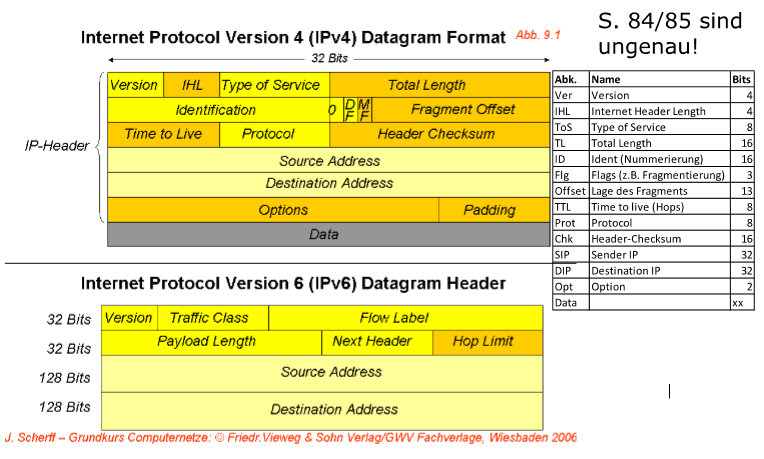 S. 84/85 sind
ungenau!
Internet Protocol Version 4 (IPv4) Datagram Format Abb. 9.1
32 Bits
IP-Header
Version IHL Type of Service Total Length
Identification 0 DF MF Fragment Offset
Time to Live Protocol Header Checksum
Source Address
Destination Address
Options Padding
Data
Abk. Name Bits
Ver Version 4
IHL Internet Header Length 4
ToS Type of Service 8
TL Total Length 16
ID Ident (Nummerierung) 16
Flg Flags (z.B. Fragmentierung) 3
Offset Lage des Fragments 13
TTL Time to live (Hops) 8
Prot Protocol 8
Chk Header-Checksum 16
SIP Sender IP 32
DIP Destination IP 32
Opt Option 2
Data xx
Internet Protocol Version 6 (IPv6) Datagram Header
32 Bits Version Traffic Class Flow Label
32 Bits Payload Length Next Header Hop Limit
128 Bits Source Address
128 Bits Destination Address
J. Scherff – Grundkurs Computernetze: © Friedr.Vieweg & Sohn Verlag/GWV Fachverlage, Wiesbaden 2006